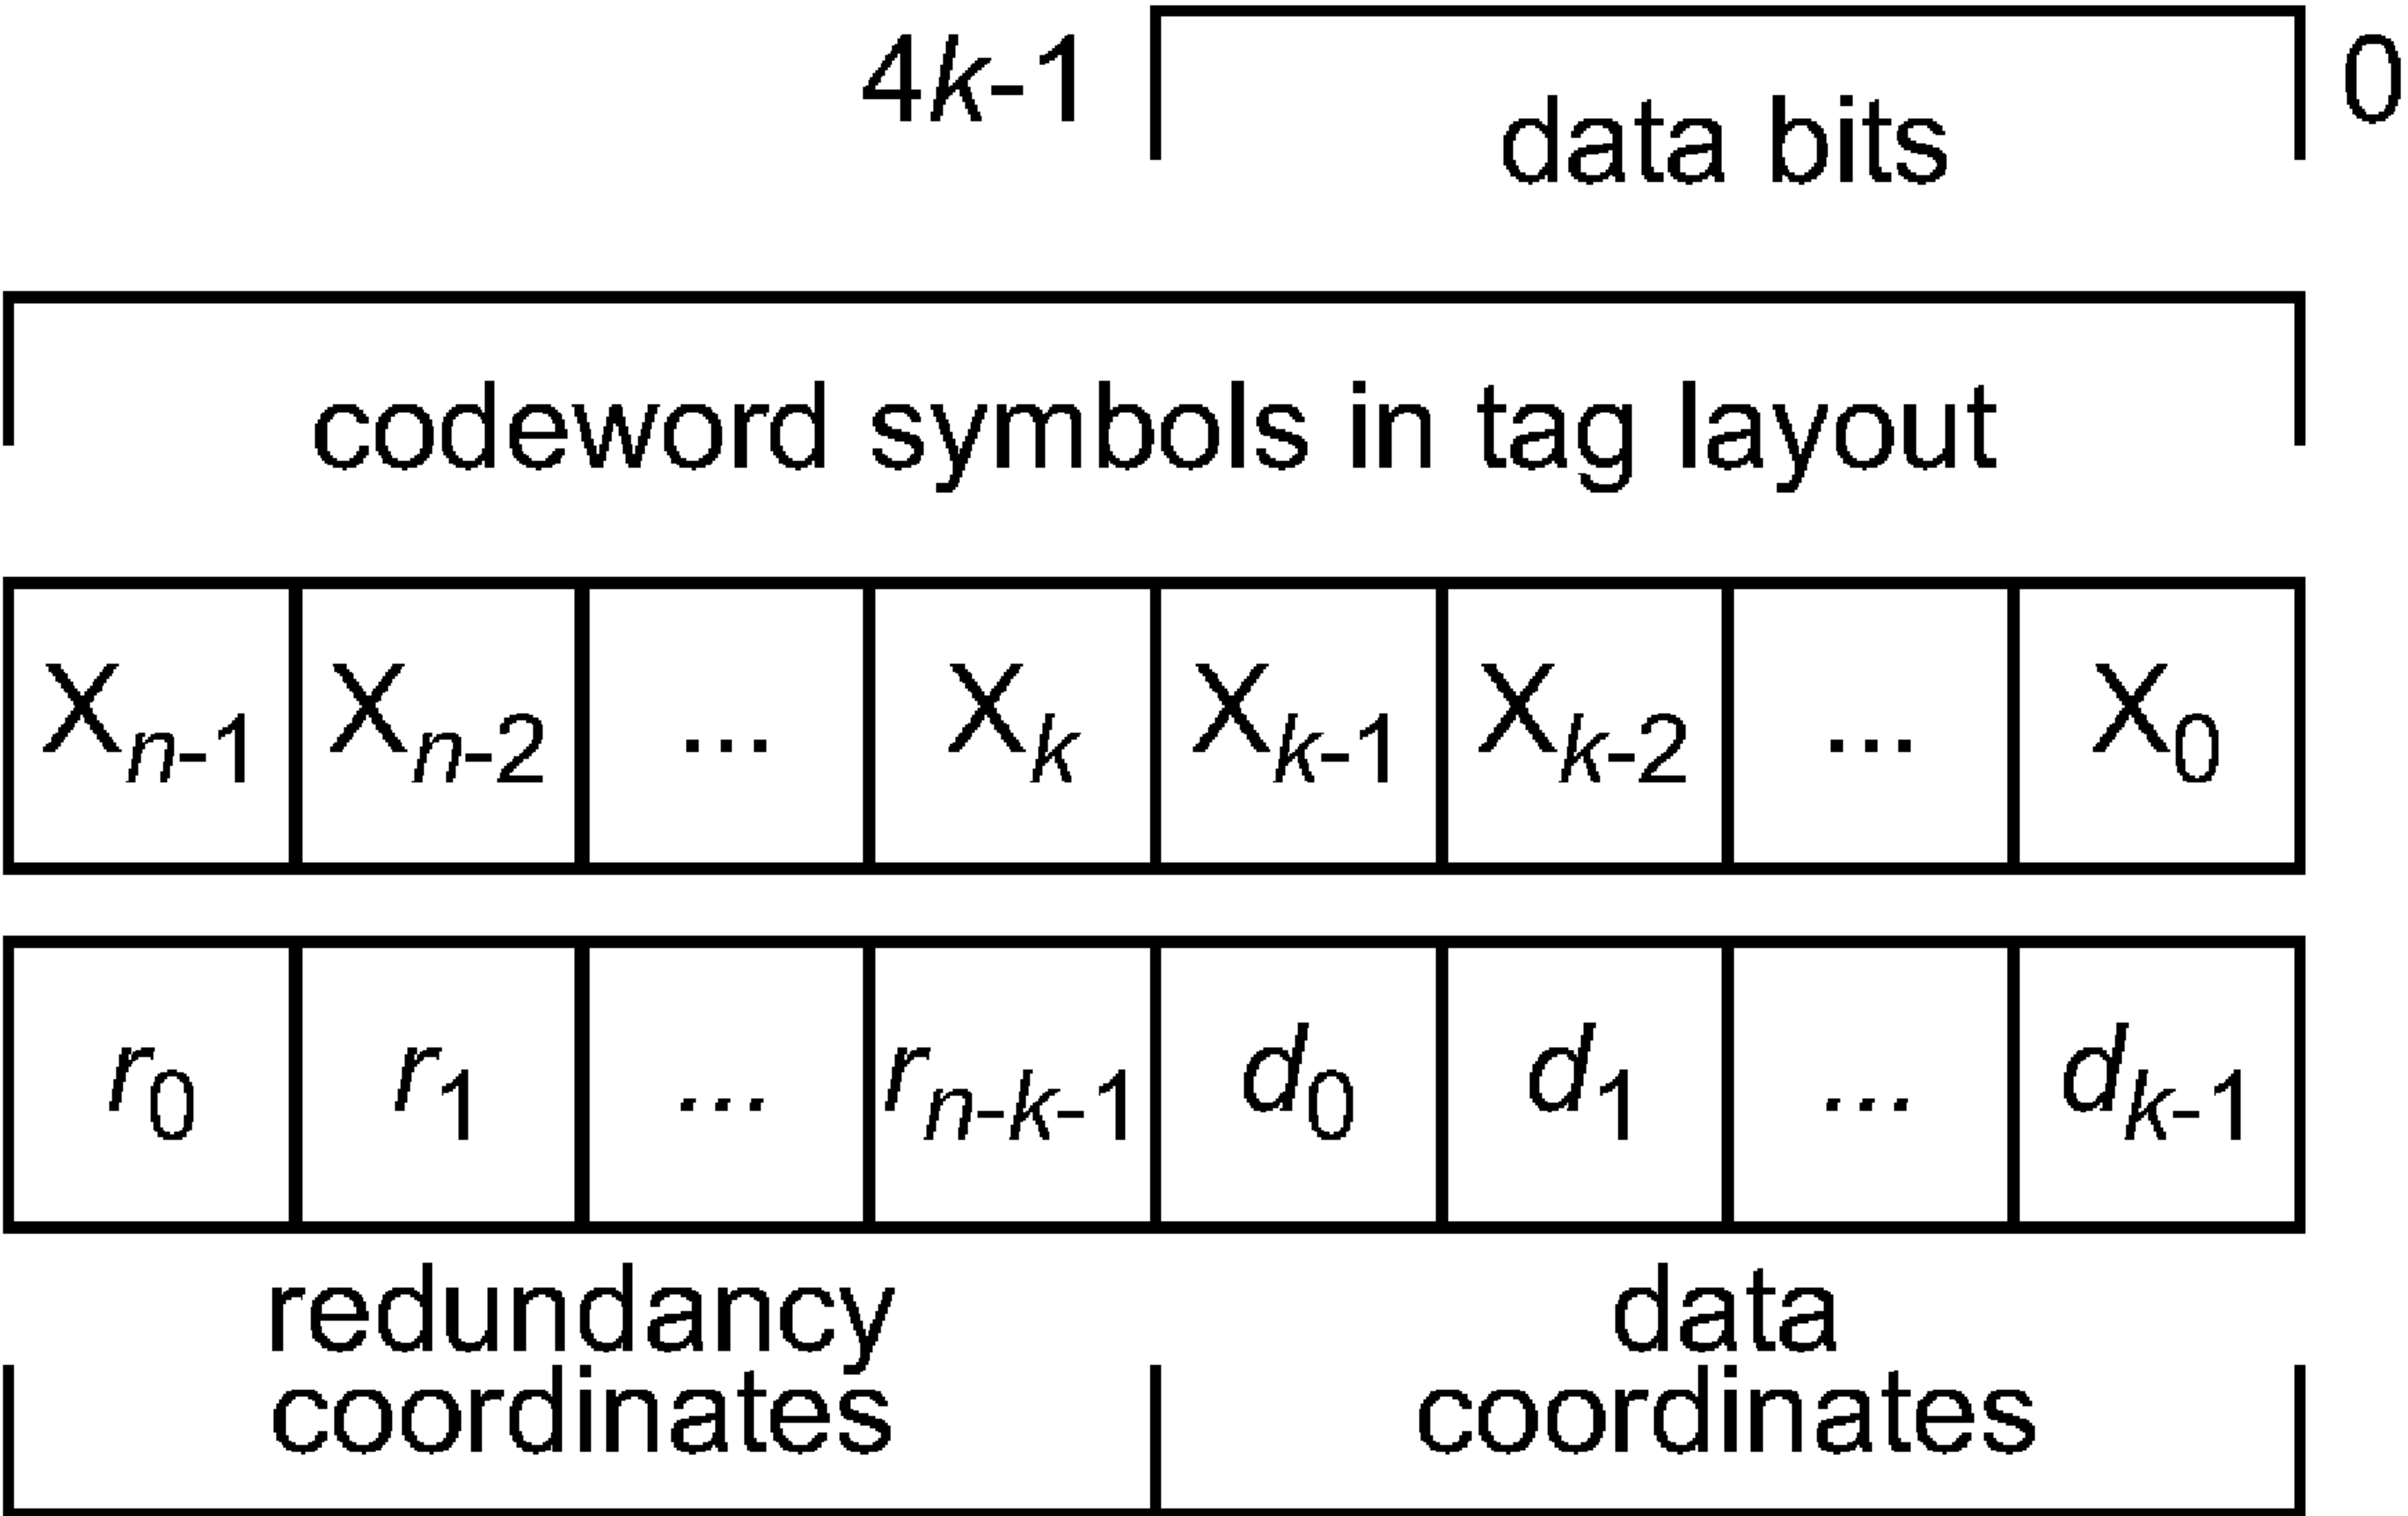 4k-1 data bits 0
codeword symbols in tag layout
Xn-1 Xn-2 ... Xk Xk-1 Xk-2 ... X0
r0 r1 ... rn-k-1 d0 d1 ... dk-1
redundancy data
coordinates coordinates